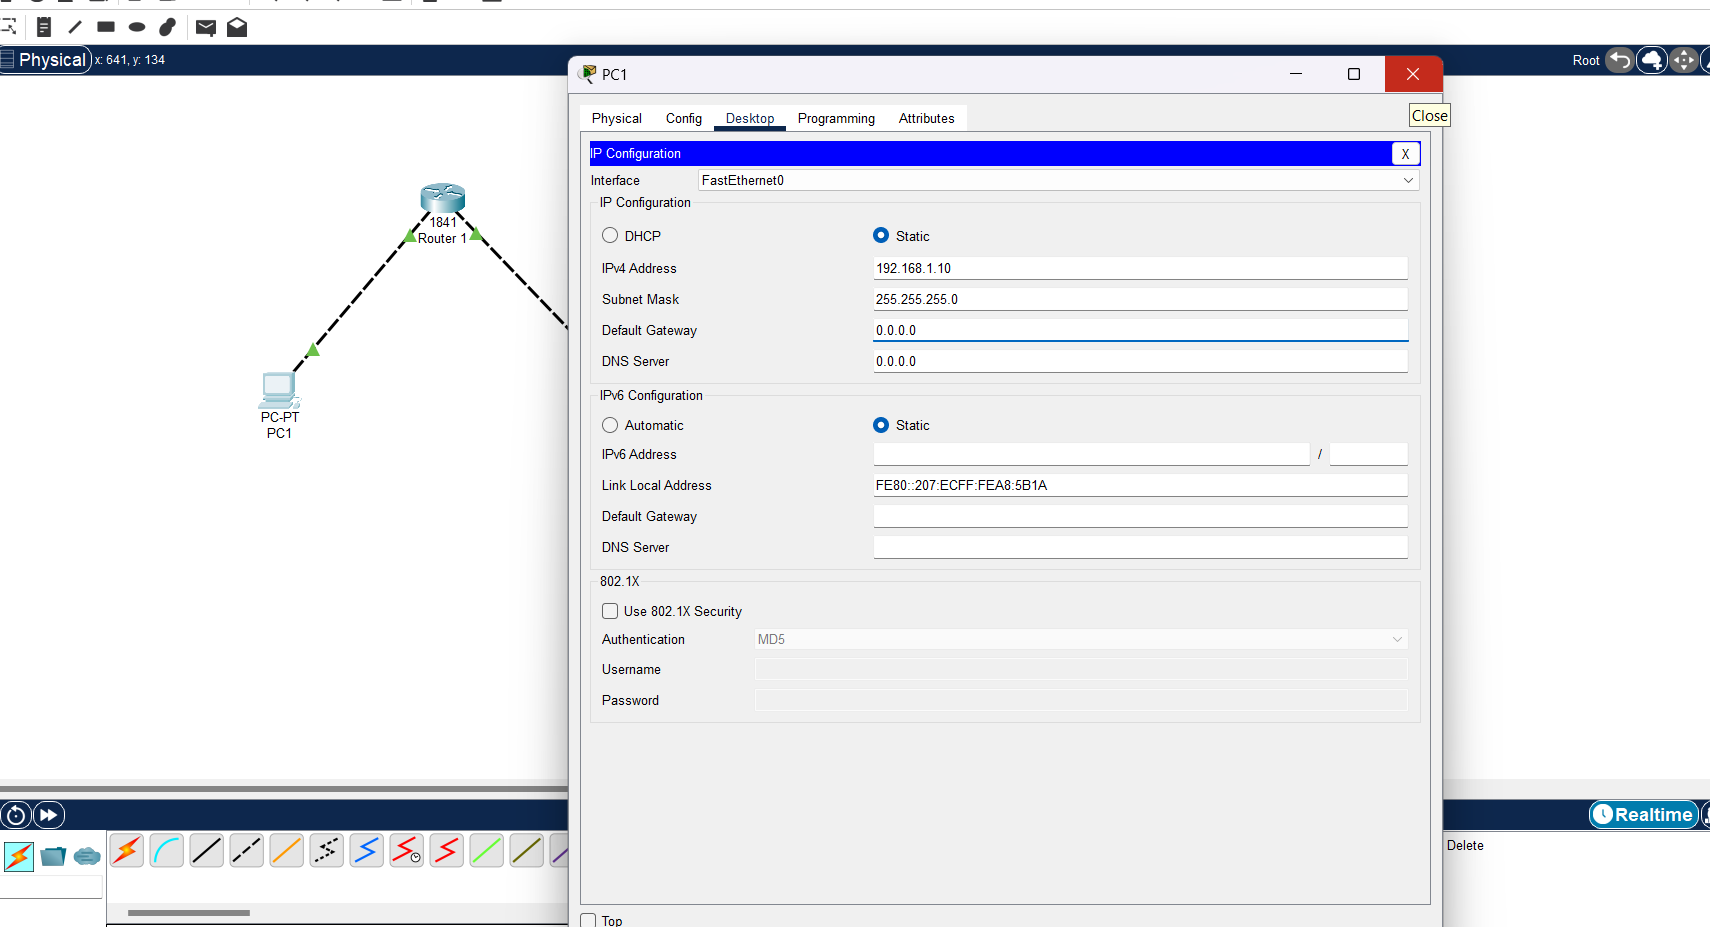 Physical x: 641, y: 134
Root
PC1
Close
Physical Config Desktop Programming Attributes
IP Configuration X
Interface FastEthernet0
IP Configuration
DHCP Static
IPv4 Address 192.168.1.10
Subnet Mask 255.255.255.0
Default Gateway 0.0.0.0
DNS Server 0.0.0.0
IPv6 Configuration
Automatic Static
IPv6 Address /
Link Local Address FE80::207:ECFF:FEA8:5B1A
Default Gateway
DNS Server
802.1X
Use 802.1X Security
Authentication MD5
Username
Password
Top
1841
Router 1
PC-PT
PC1
Realtime
Delete